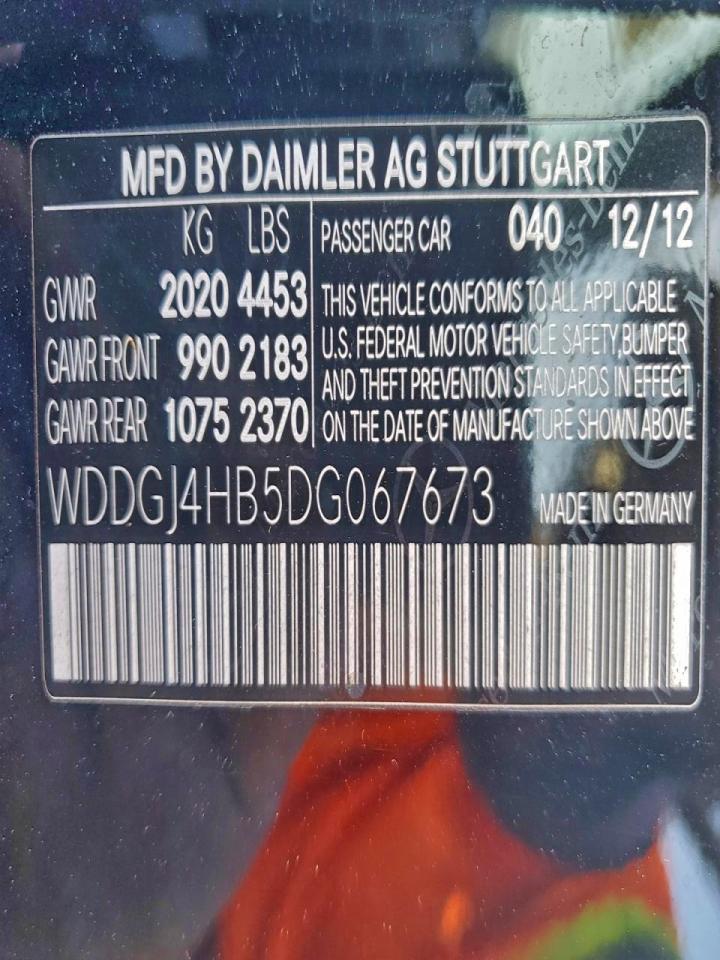 MFD BY DAIMLER AG STUTTGART
KG LBS
GVWR 2020 4453
GAWR FRONT 990 2183
GAWR REAR 1075 2370
PASSENGER CAR 040 12/12
THIS VEHICLE CONFORMS TO ALL APPLICABLE
U.S. FEDERAL MOTOR VEHICLE SAFETY,BUMPER
AND THEFT PREVENTION STANDARDS IN EFFECT
ON THE DATE OF MANUFACTURE SHOWN ABOVE
WDDGJ4HB5DG067673 MADE IN GERMANY